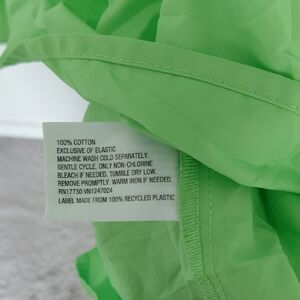 100% COTTON
EXCLUSIVE OF ELASTIC
MACHINE WASH COLD SEPARATELY.
GENTLE CYCLE. ONLY NON-CHLORINE
BLEACH IF NEEDED. TUMBLE DRY LOW.
REMOVE PROMPTLY. WARM IRON IF NEEDED.
RN17730 VN1247024
LABEL MADE FROM 100% RECYCLED PLASTIC